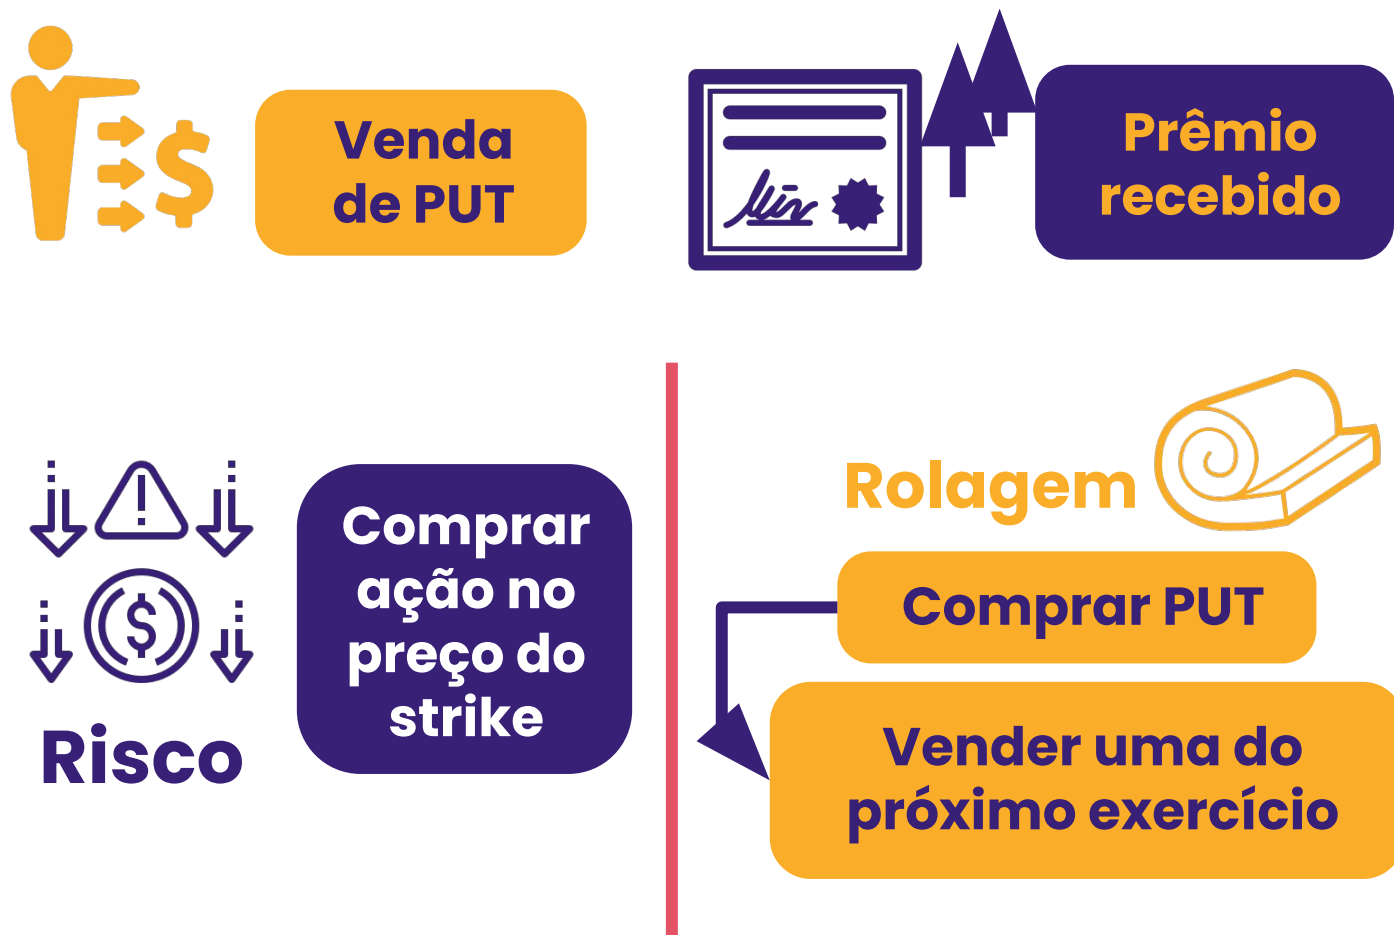 Venda
de PUT
Prêmio
recebido
Risco
Comprar
ação no
preço do
strike
Rolagem
Comprar PUT
Vender uma do
próximo exercício